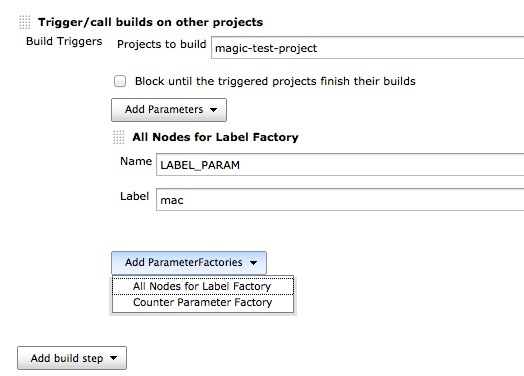 Trigger/call builds on other projects
Build Triggers Projects to build magic-test-project
Block until the triggered projects finish their builds
Add Parameters
All Nodes for Label Factory
Name LABEL_PARAM
Label mac
Add ParameterFactories
All Nodes for Label Factory
Counter Parameter Factory
Add build step